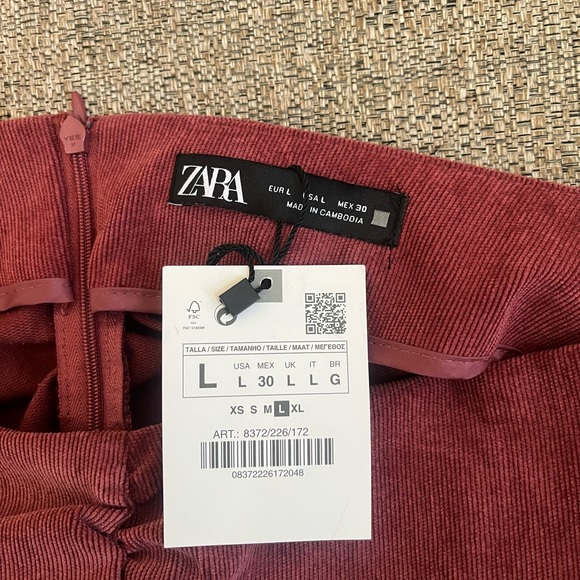 YEE
ZARA
EUR L USA L MEX 30
MADE IN CAMBODIA
FSC
TALLA / SIZE / TAMANHO / TAILLE / MAAT / ΜΕΓΕΘΟΣ
L
USA MEX UK IT BR
L 30 L L G
XS S M L XL
ART.: 8372/226/172
08372226172048